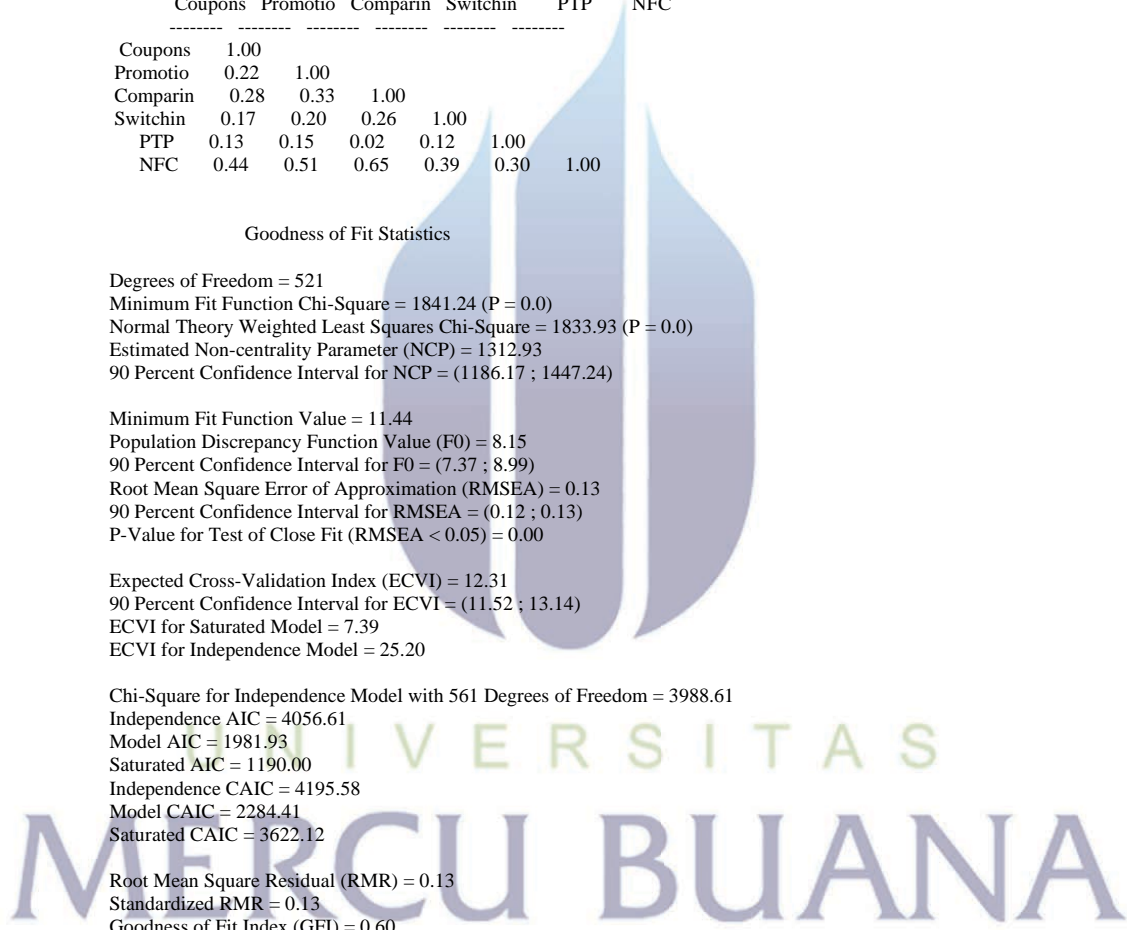 Coupons Promotio Comparin Switchin PTP NFC
-------- -------- -------- -------- -------- --------
Coupons 1.00
Promotio 0.22 1.00
Comparin 0.28 0.33 1.00
Switchin 0.17 0.20 0.26 1.00
PTP 0.13 0.15 0.02 0.12 1.00
NFC 0.44 0.51 0.65 0.39 0.30 1.00
Goodness of Fit Statistics
Degrees of Freedom = 521
Minimum Fit Function Chi-Square = 1841.24 (P = 0.0)
Normal Theory Weighted Least Squares Chi-Square = 1833.93 (P = 0.0)
Estimated Non-centrality Parameter (NCP) = 1312.93
90 Percent Confidence Interval for NCP = (1186.17 ; 1447.24)
Minimum Fit Function Value = 11.44
Population Discrepancy Function Value (F0) = 8.15
90 Percent Confidence Interval for F0 = (7.37 ; 8.99)
Root Mean Square Error of Approximation (RMSEA) = 0.13
90 Percent Confidence Interval for RMSEA = (0.12 ; 0.13)
P-Value for Test of Close Fit (RMSEA < 0.05) = 0.00
Expected Cross-Validation Index (ECVI) = 12.31
90 Percent Confidence Interval for ECVI = (11.52 ; 13.14)
ECVI for Saturated Model = 7.39
ECVI for Independence Model = 25.20
Chi-Square for Independence Model with 561 Degrees of Freedom = 3988.61
Independence AIC = 4056.61
Model AIC = 1981.93
Saturated AIC = 1190.00
Independence CAIC = 4195.58
Model CAIC = 2284.41
Saturated CAIC = 3622.12
Root Mean Square Residual (RMR) = 0.13
Standardized RMR = 0.13
Goodness of Fit Index (GFI) = 0.60
UNIVERSITAS
MERCU BUANA